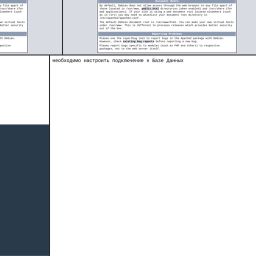 By default, Debian does not allow access through the web browser to any file apart of
those located in /var/www, public_html directories (when enabled) and /usr/share (for
web applications). If your site is using a web document root located elsewhere (such
as in /srv) you may need to whitelist your document root directory in
/etc/apache2/apache2.conf.
The default Debian document root is /var/www/html. You can make your own virtual hosts
under /var/www. This is different to previous releases which provides better security
out of the box.
Reporting Problems
Please use the reportbug tool to report bugs in the Apache2 package with Debian.
However, check existing bug reports before reporting a new bug.
Please report bugs specific to modules (such as PHP and others) to respective
packages, not to the web server itself.
необходимо настроить подключение к Базе Данных